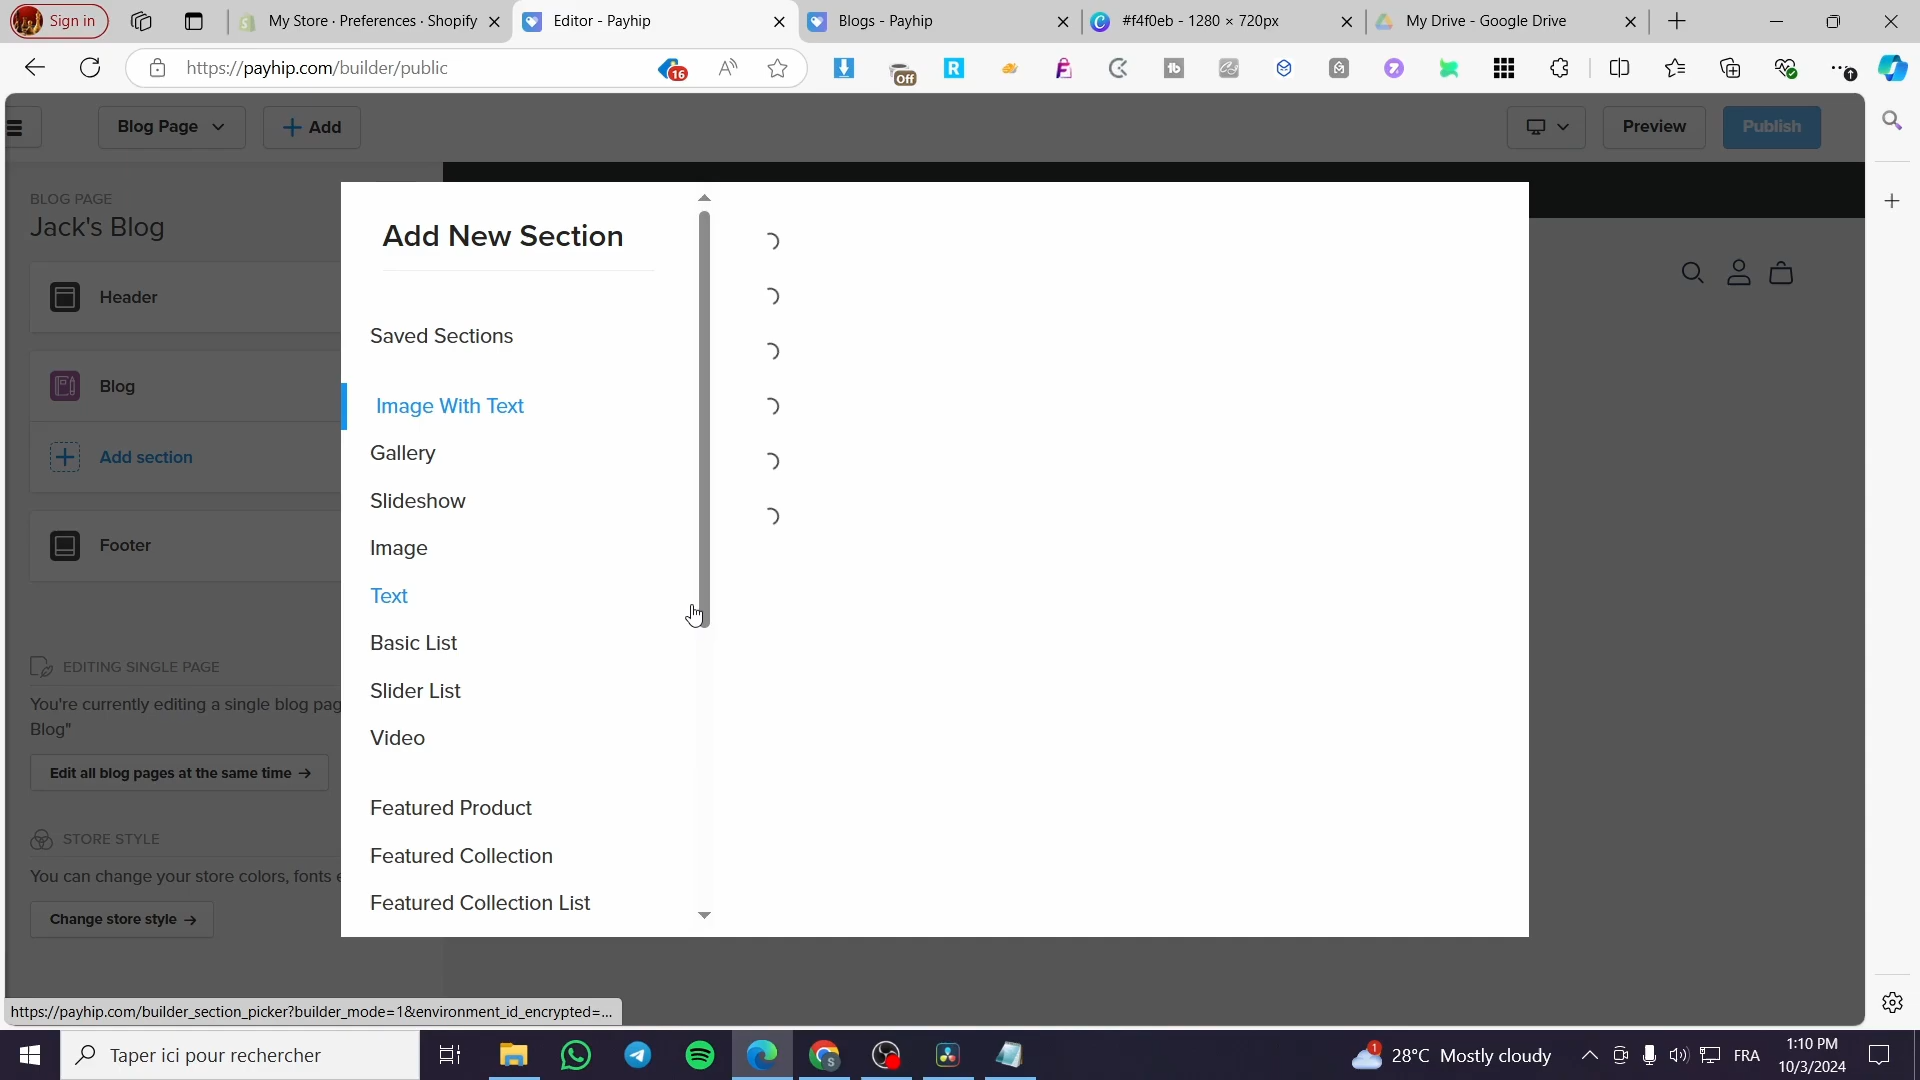 Sign in
My Store · Preferences · Shopify
Editor - Payhip
Blogs - Payhip
#f4f0eb - 1280 × 720px
My Drive - Google Drive
https://payhip.com/builder/public
16
Off
Blog Page
Add
Preview
Publish
BLOG PAGE
Jack's Blog
Header
Blog
Add section
Footer
EDITING SINGLE PAGE
You're currently editing a single blog pag
Blog"
Edit all blog pages at the same time →
STORE STYLE
You can change your store colors, fonts e
Change store style →
Add New Section
Saved Sections
Image With Text
Gallery
Slideshow
Image
Text
Basic List
Slider List
Video
Featured Product
Featured Collection
Featured Collection List
https://payhip.com/builder_section_picker?builder_mode=1&environment_id_encrypted=...
Taper ici pour rechercher
1
28°C Mostly cloudy
FRA
1:10 PM
10/3/2024